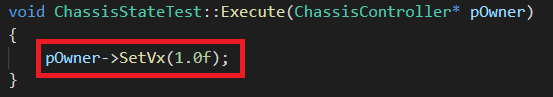 void ChassisStateTest::Execute(ChassisController* pOwner)
{
    pOwner->SetVx(1.0f);
}